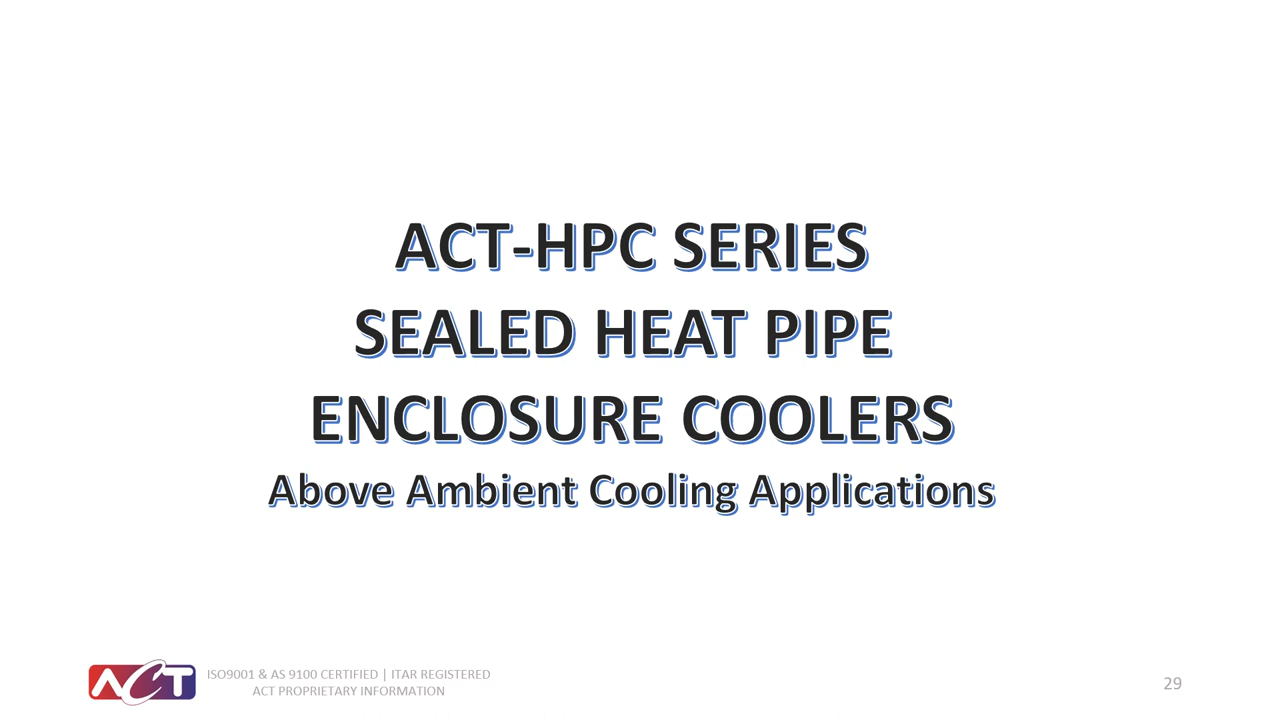 ACT-HPC SERIES
SEALED HEAT PIPE
ENCLOSURE COOLERS
Above Ambient Cooling Applications
ACT
ISO9001 & AS 9100 CERTIFIED | ITAR REGISTERED
ACT PROPRIETARY INFORMATION
29